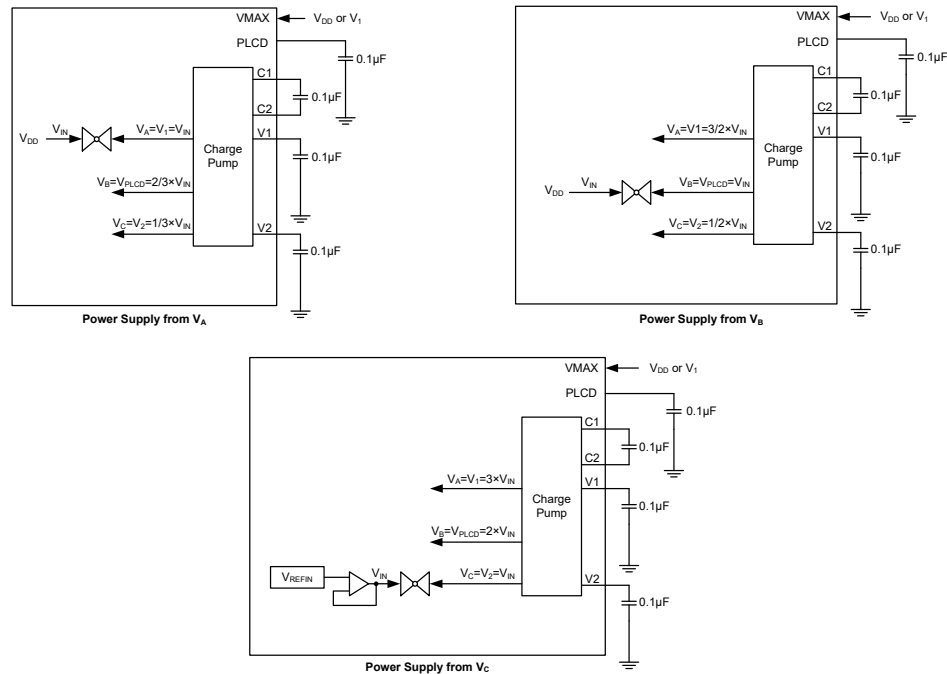 VMAX
V_DD or V_1
PLCD
0.1μF
C1
0.1μF
C2
V_DD
V_IN
V_A=V_1=V_IN
V1
Charge
Pump
0.1μF
V_B=V_PLCD=2/3×V_IN
V_C=V_2=1/3×V_IN
V2
0.1μF
Power Supply from V_A
VMAX
V_DD or V_1
PLCD
0.1μF
C1
0.1μF
C2
V_A=V1=3/2×V_IN
V1
Charge
Pump
0.1μF
V_DD
V_IN
V_B=V_PLCD=V_IN
V_C=V_2=1/2×V_IN
V2
0.1μF
Power Supply from V_B
VMAX
V_DD or V_1
PLCD
0.1μF
C1
0.1μF
C2
V_A=V_1=3×V_IN
V1
Charge
Pump
0.1μF
V_B=V_PLCD=2×V_IN
V_REFIN
V_IN
V_C=V_2=V_IN
V2
0.1μF
Power Supply from V_C